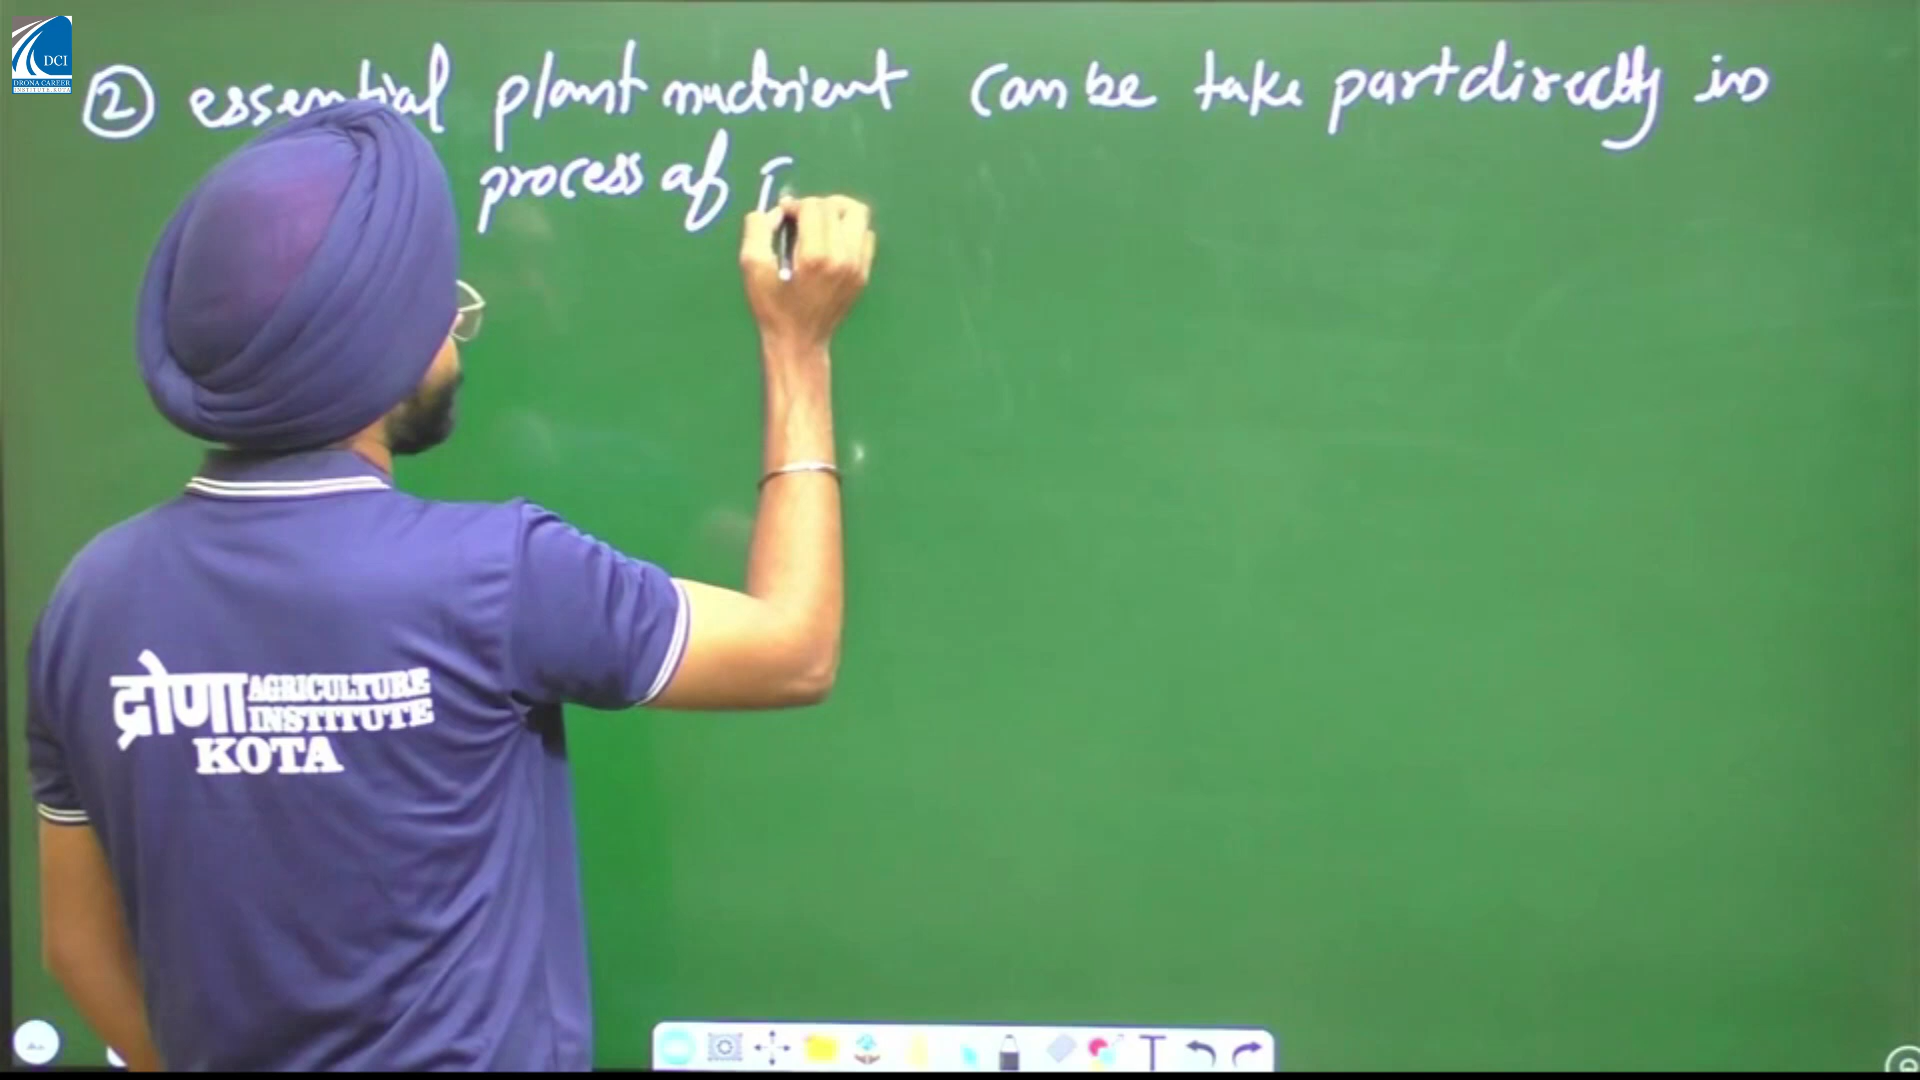 DCI
DRONA CAREER
INSTITUTE, KOTA
② essential plant nuctrient can be take part directly in
process of
द्रोणा AGRICULTURE
INSTITUTE
KOTA
T